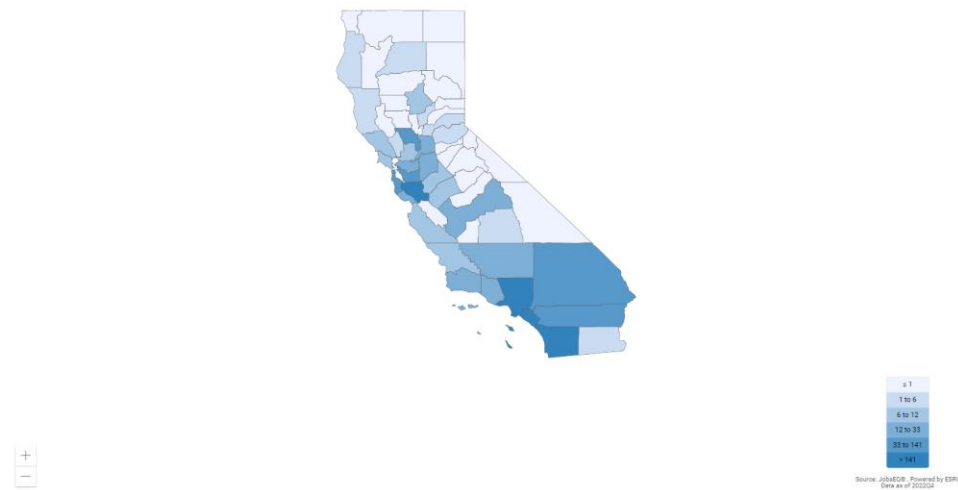 ≤ 1
1 to 6
6 to 12
12 to 33
33 to 141
> 141
Source: JobsEQ®, Powered by ESRI
Data as of 2022Q4